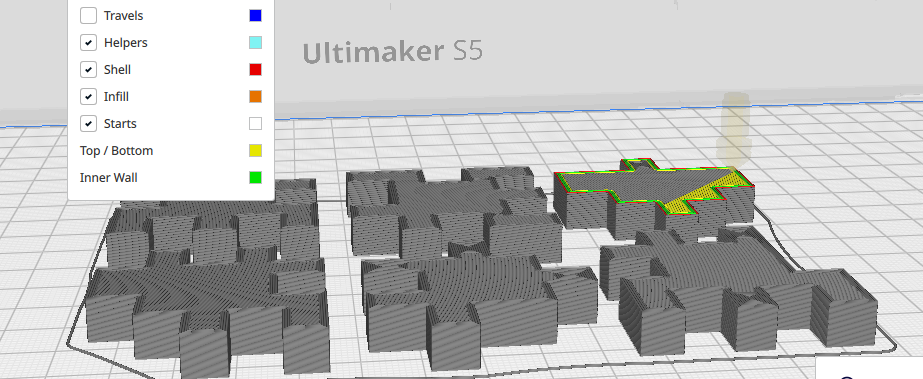 Travels
Helpers
Shell
Infill
Starts
Top / Bottom
Inner Wall
Ultimaker S5